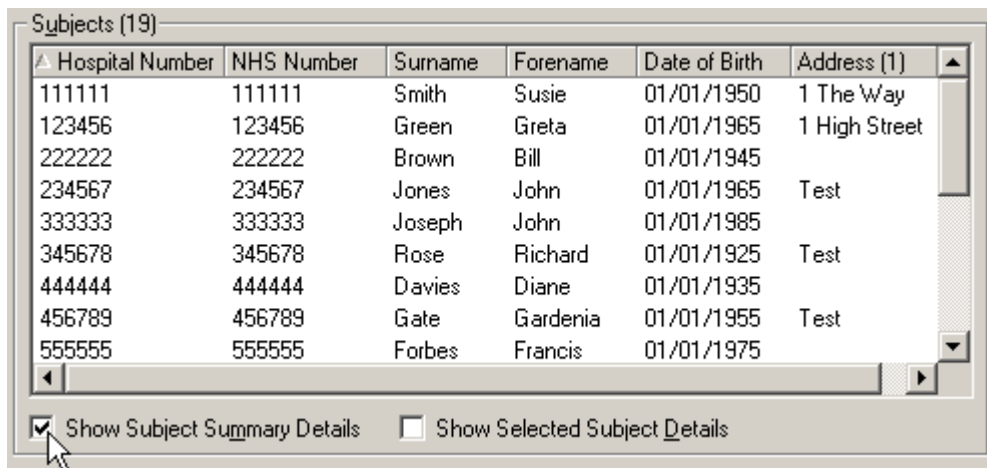 Subjects (19)
Hospital Number NHS Number Surname Forename Date of Birth Address (1)
111111 111111 Smith Susie 01/01/1950 1 The Way
123456 123456 Green Greta 01/01/1965 1 High Street
222222 222222 Brown Bill 01/01/1945
234567 234567 Jones John 01/01/1965 Test
333333 333333 Joseph John 01/01/1985
345678 345678 Rose Richard 01/01/1925 Test
444444 444444 Davies Diane 01/01/1935
456789 456789 Gate Gardenia 01/01/1955 Test
555555 555555 Forbes Francis 01/01/1975
Show Subject Summary Details Show Selected Subject Details